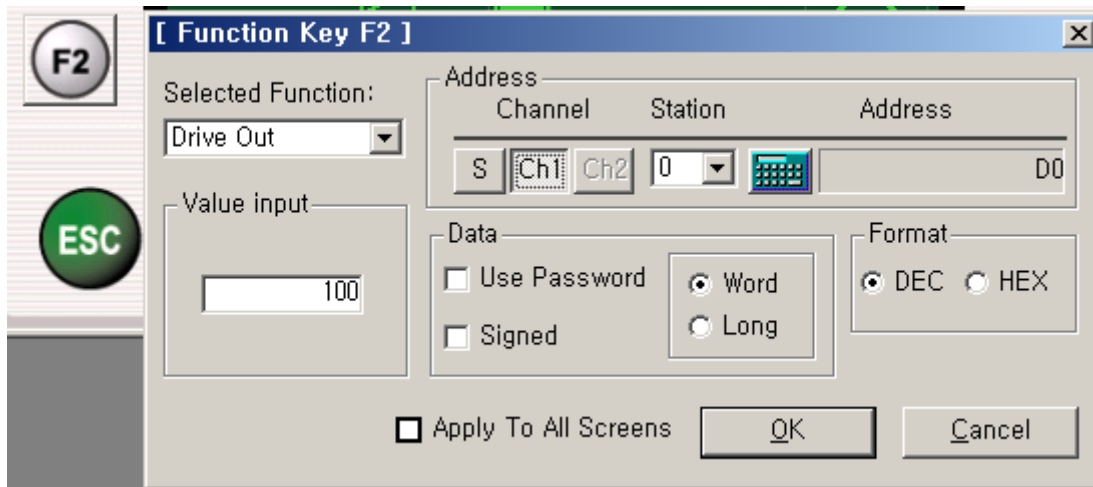 [ Function Key F2 ]
F2
Selected Function:
Drive Out
Address
Channel Station Address
S Ch1 Ch2 0 D0
ESC
Value input
100
Data
Use Password
Signed
Word
Long
Format
DEC HEX
Apply To All Screens
OK Cancel